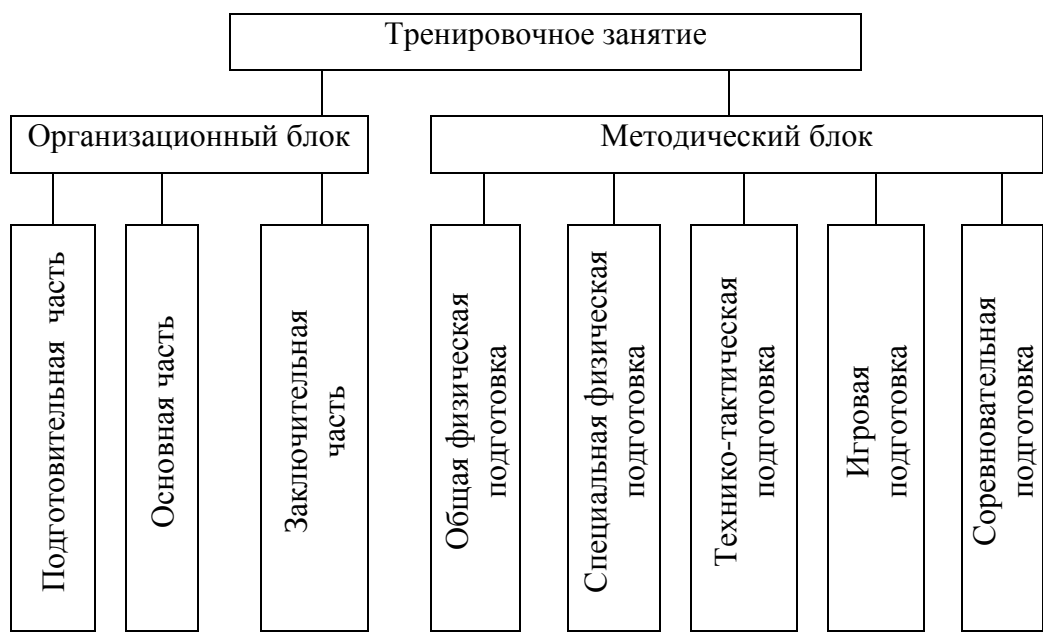 Тренировочное занятие
Организационный блок
Методический блок
Подготовительная часть
Основная часть
Заключительная
часть
Общая физическая
подготовка
Специальная физическая
подготовка
Технико-тактическая
подготовка
Игровая
подготовка
Соревновательная
подготовка